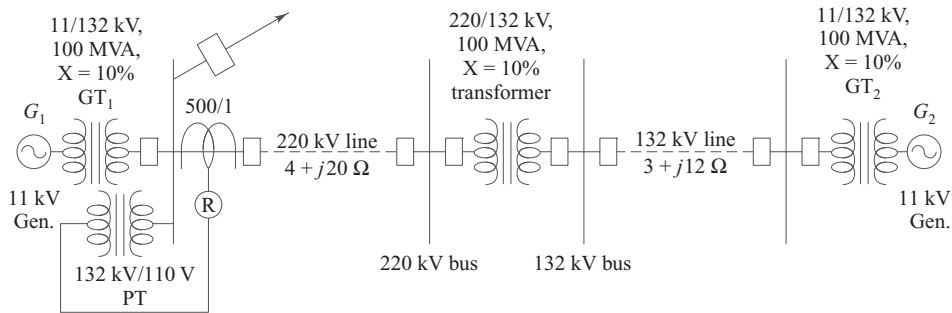 11/132 kV,
100 MVA,
X = 10%
GT₁
220/132 kV,
100 MVA,
X = 10%
transformer
11/132 kV,
100 MVA,
X = 10%
GT₂
G₁
500/1
220 kV line
4 + j20 Ω
132 kV line
3 + j12 Ω
G₂
11 kV
Gen.
R
11 kV
Gen.
132 kV/110 V
PT
220 kV bus
132 kV bus